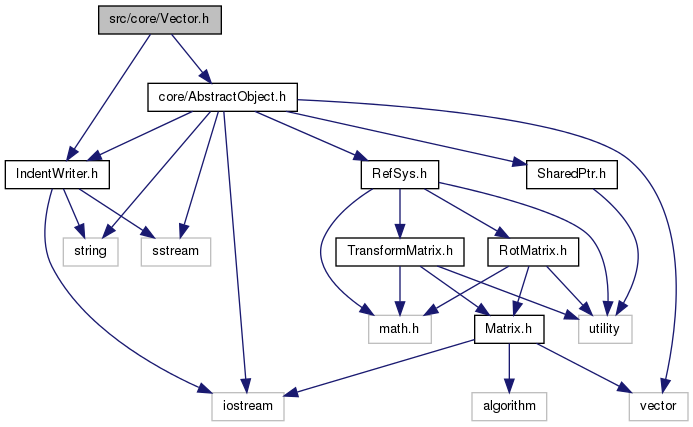 src/core/Vector.h
core/AbstractObject.h
IndentWriter.h
RefSys.h
SharedPtr.h
string
sstream
TransformMatrix.h
RotMatrix.h
math.h
Matrix.h
utility
iostream
algorithm
vector